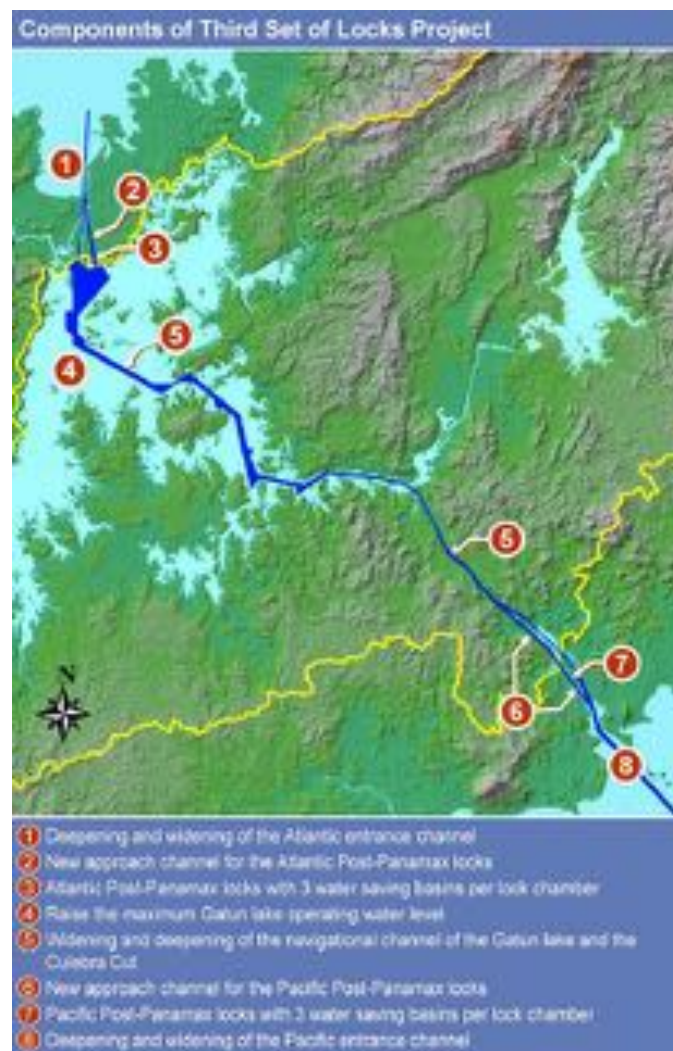 Components of Third Set of Locks Project
1
2
3
5
4
5
7
6
8
N
1 Deepening and widening of the Atlantic entrance channel
2 New approach channel for the Atlantic Post-Panamax locks
3 Atlantic Post-Panamax locks with 3 water saving basins per lock chamber
4 Raise the maximum Gatun lake operating water level
5 Widening and deepening of the navigational channel of the Gatun lake and the
Culebra Cut
6 New approach channel for the Pacific Post-Panamax locks
7 Pacific Post-Panamax locks with 3 water saving basins per lock chamber
8 Deepening and widening of the Pacific entrance channel